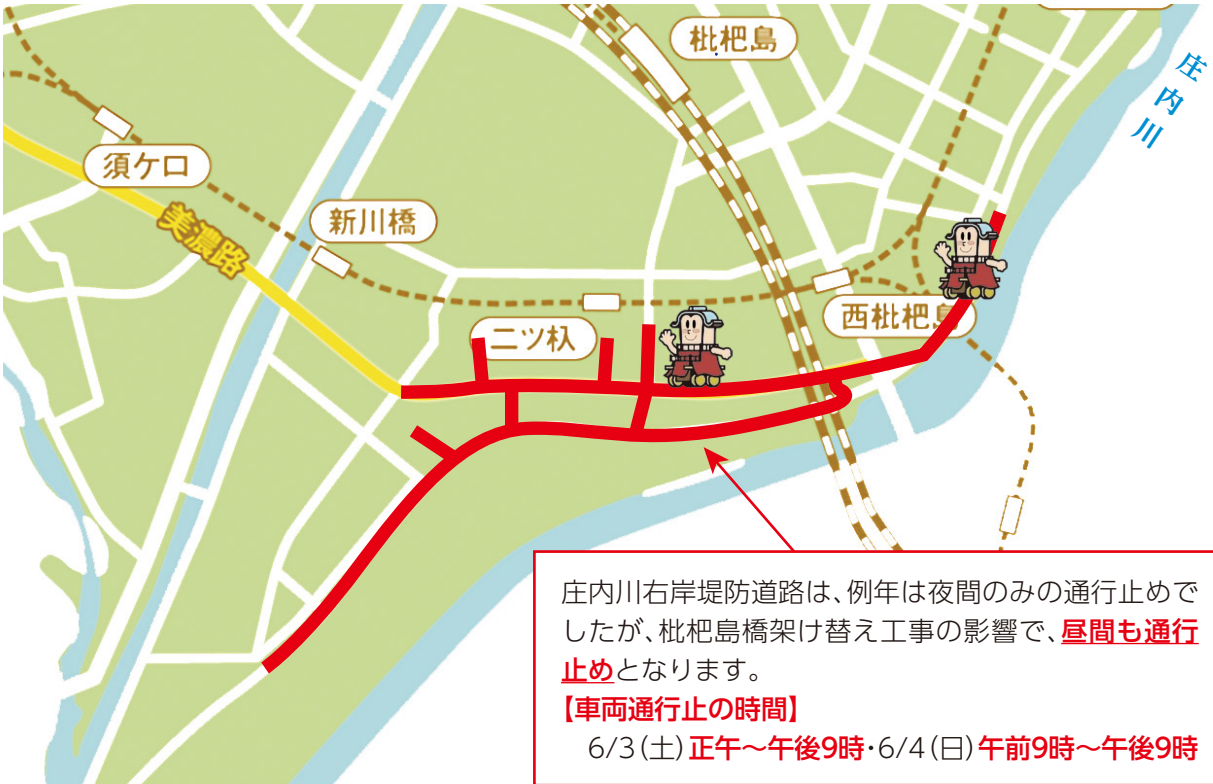 枇杷島
庄内川
須ケ口
美濃路
新川橋
二ツ杁
西枇杷島
庄内川右岸堤防道路は、例年は夜間のみの通行止めで
したが、枇杷島橋架け替え工事の影響で、昼間も通行
止めとなります。
【車両通行止の時間】
6/3(土)正午~午後9時・6/4(日)午前9時~午後9時